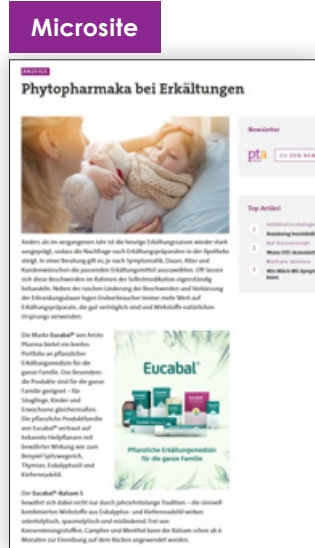 Microsite
ANZEIGE
Phytopharmaka bei Erkältungen
Anders als im vergangenen Jahr ist die heurige Erkältungssaison wieder stark
ausgeprägt, sodass die Nachfrage nach Erkältungspräparaten in der Apotheke
steigt. In einer Beratung gilt es, je nach Symptomatik, Dauer, Alter und
Kundenwünschen die passenden Erkältungsmittel auszuwählen. Oft lassen
sich diese Beschwerden im Rahmen der Selbstmedikation eigenständig
behandeln. Neben der raschen Linderung der Beschwerden und Verkürzung
der Erkrankungsdauer legen Endverbraucher immer mehr Wert auf
Erkältungspräparate, die gut verträglich sind und Wirkstoffe natürlichen
Ursprungs verwenden.
Die Marke Eucabal® von Aristo
Pharma bietet ein breites
Portfolio an pflanzlicher
Erkältungsmedizin für die
ganze Familie. Das Besondere:
die Produkte sind für die ganze
Familie geeignet – für
Säuglinge, Kinder und
Erwachsene gleichermaßen.
Die pflanzliche Produktfamilie
von Eucabal® vertraut auf
bekannte Heilpflanzen mit
bewährter Wirkung wie zum
Beispiel Spitzwegerich,
Thymian, Eukalyptusöl und
Kiefernnadelöl.
Eucabal®
Pflanzliche Erkältungsmedizin
für die ganze Familie
Der Eucabal®-Balsam S
bewährt sich dabei nicht nur durch jahrzehntelange Tradition – die sinnvoll
kombinierten Wirkstoffe aus Eukalyptus- und Kiefernnadelöl wirken
sekretolytisch, spasmolytisch und reizlindernd. Frei von
Konservierungsstoffen, Campher und Menthol kann der Balsam schon ab 6
Monaten zur Einreibung auf dem Rücken angewendet werden.
Newsletter
pta
ZU DEN NEW
Top-Artikel
1
2
3